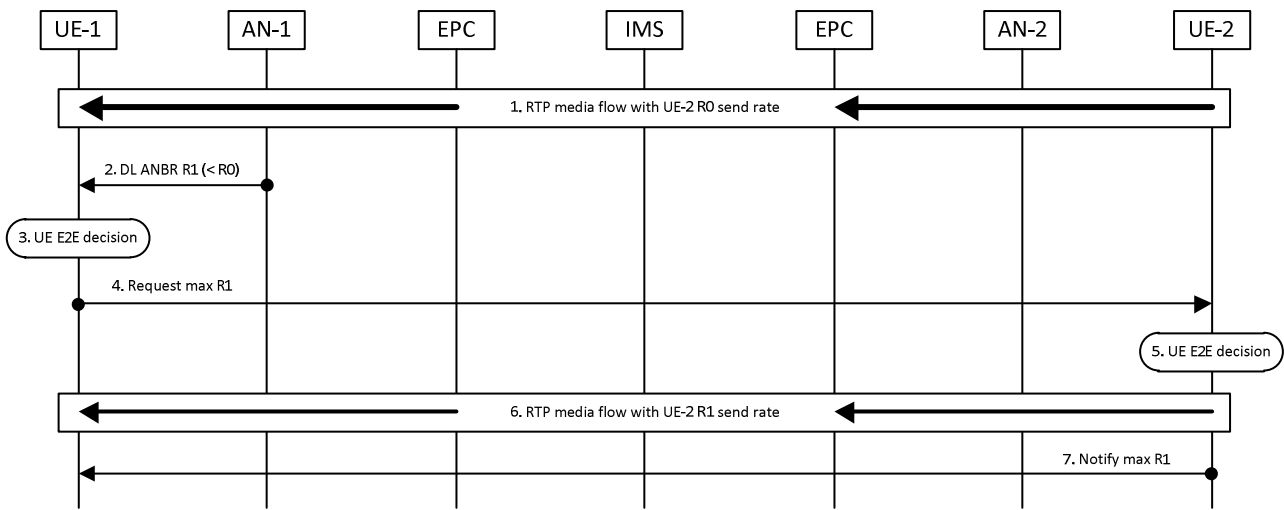 UE-1 AN-1 EPC IMS EPC AN-2 UE-2
1. RTP media flow with UE-2 R0 send rate
2. DL ANBR R1 (< R0)
3. UE E2E decision
4. Request max R1
5. UE E2E decision
6. RTP media flow with UE-2 R1 send rate
7. Notify max R1